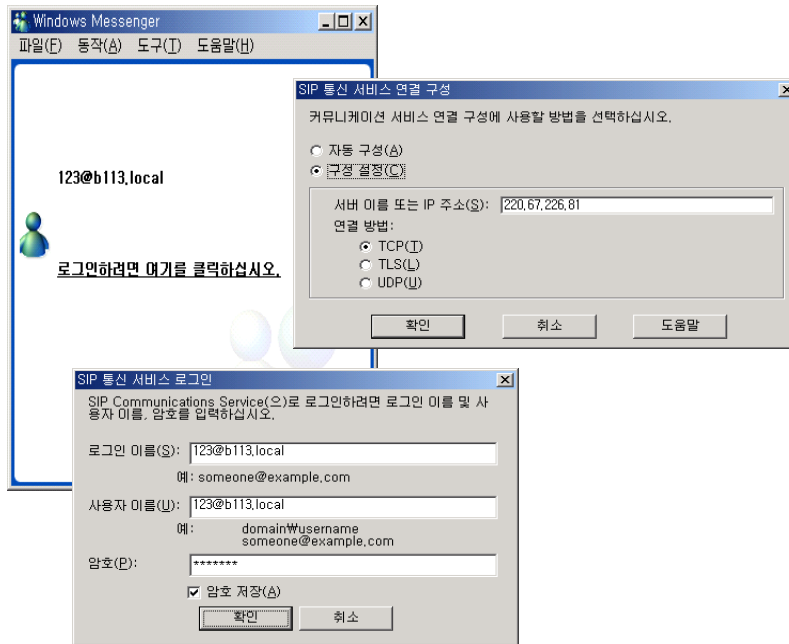 Windows Messenger
파일(F) 동작(A) 도구(T) 도움말(H)
123@b113.local
로그인하려면 여기를 클릭하십시오.
SIP 통신 서비스 연결 구성
커뮤니케이션 서비스 연결 구성에 사용할 방법을 선택하십시오.
자동 구성(A)
구성 설정(C)
서버 이름 또는 IP 주소(S): 220.67.226.81
연결 방법:
TCP(T)
TLS(L)
UDP(U)
확인 취소 도움말
SIP 통신 서비스 로그인
SIP Communications Service(으)로 로그인하려면 로그인 이름 및 사
용자 이름, 암호를 입력하십시오.
로그인 이름(S): 123@b113.local
예: someone@example.com
사용자 이름(U): 123@b113.local
예: domain₩username
someone@example.com
암호(P): *******
암호 저장(A)
확인 취소